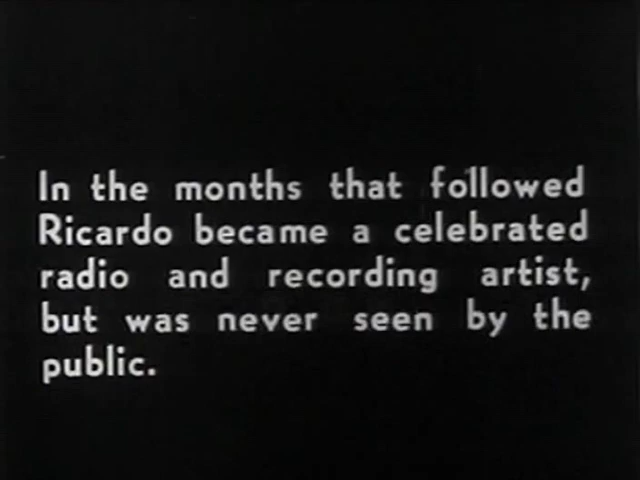 In the months that followed
Ricardo became a celebrated
radio and recording artist,
but was never seen by the
public.